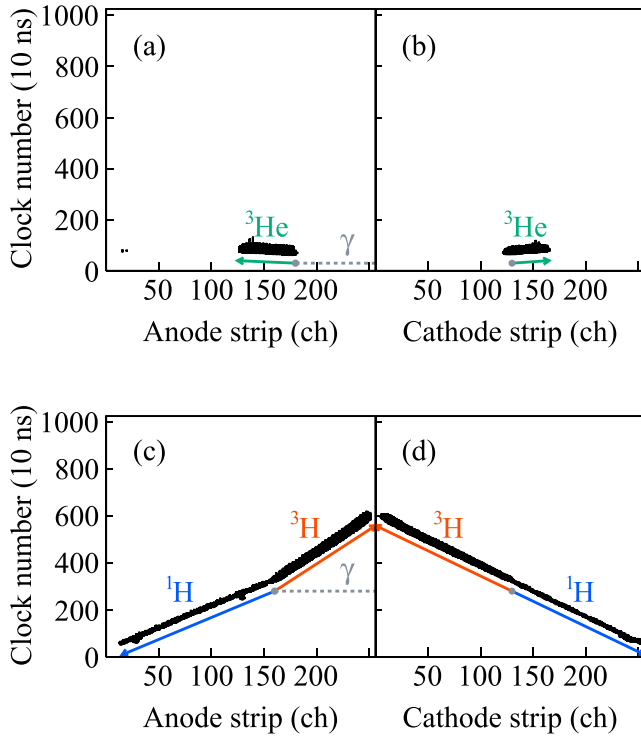 Clock number (10 ns)
1000
800
600
400
200
0
(a)
³He
γ
50 100 150 200
Anode strip (ch)
(b)
³He
50 100 150 200
Cathode strip (ch)
Clock number (10 ns)
1000
800
600
400
200
0
(c)
³H
¹H
γ
50 100 150 200
Anode strip (ch)
(d)
³H
¹H
50 100 150 200
Cathode strip (ch)